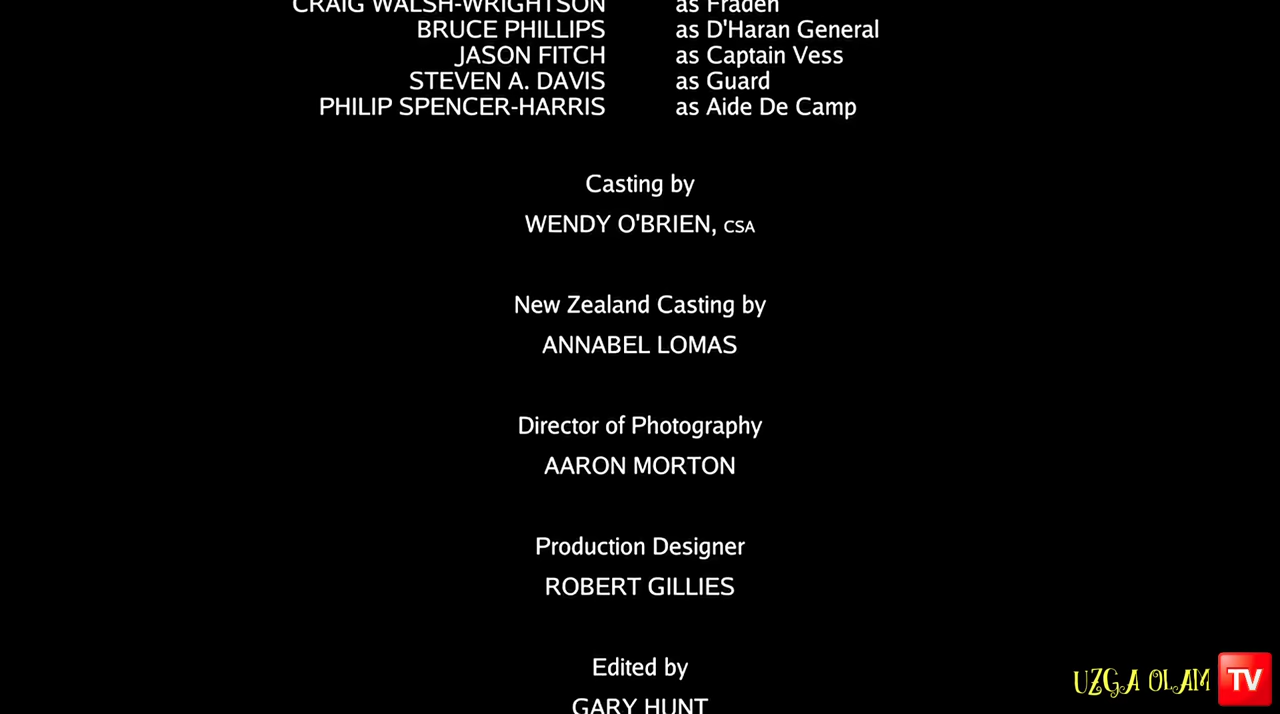 CRAIG WALSH-WRIGHTSON as Fraden
BRUCE PHILLIPS as D'Haran General
JASON FITCH as Captain Vess
STEVEN A. DAVIS as Guard
PHILIP SPENCER-HARRIS as Aide De Camp
Casting by
WENDY O'BRIEN, CSA
New Zealand Casting by
ANNABEL LOMAS
Director of Photography
AARON MORTON
Production Designer
ROBERT GILLIES
Edited by
GARY HUNT
UZGA OLAM TV